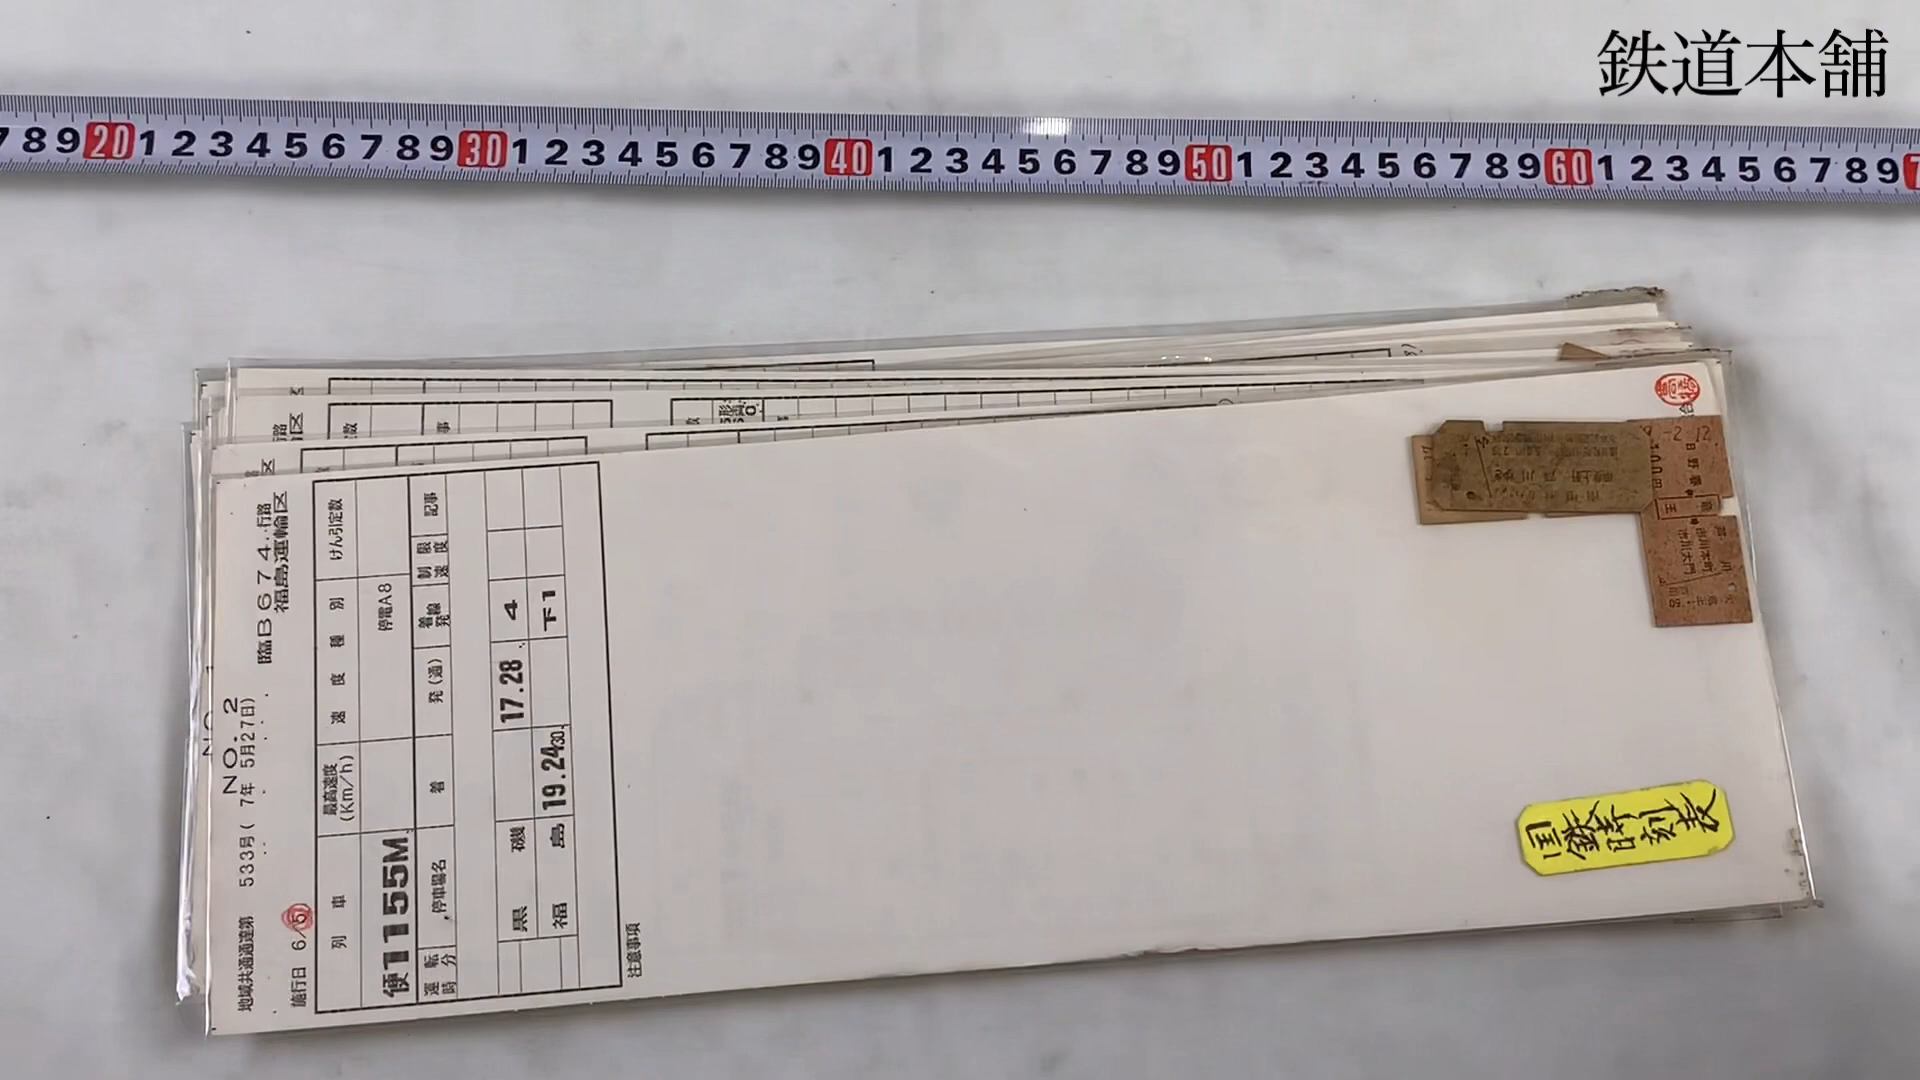 鉄道本舗
789 20 1 2 3 4 5 6 7 8 9 30 1 2 3 4 5 6 7 8 9 40 1 2 3 4 5 6 7 8 9 50 1 2 3 4 5 6 7 8 9 60 1 2 3 4 5 6 7 8 9
NO.2
地域共通通達第 533号( 7年 5月27日)
臨B674.行路
福島運輸区
施行日 6/5
列車 最高速度(Km/h) 速度種別 けん引定数
便1155M 停電A8
運転時分 停車場名 着 発(通) 着発線 制限速度 記事
黒磯 17.28 4
福島 19.24 30 下1
注意事項
国鉄時刻表